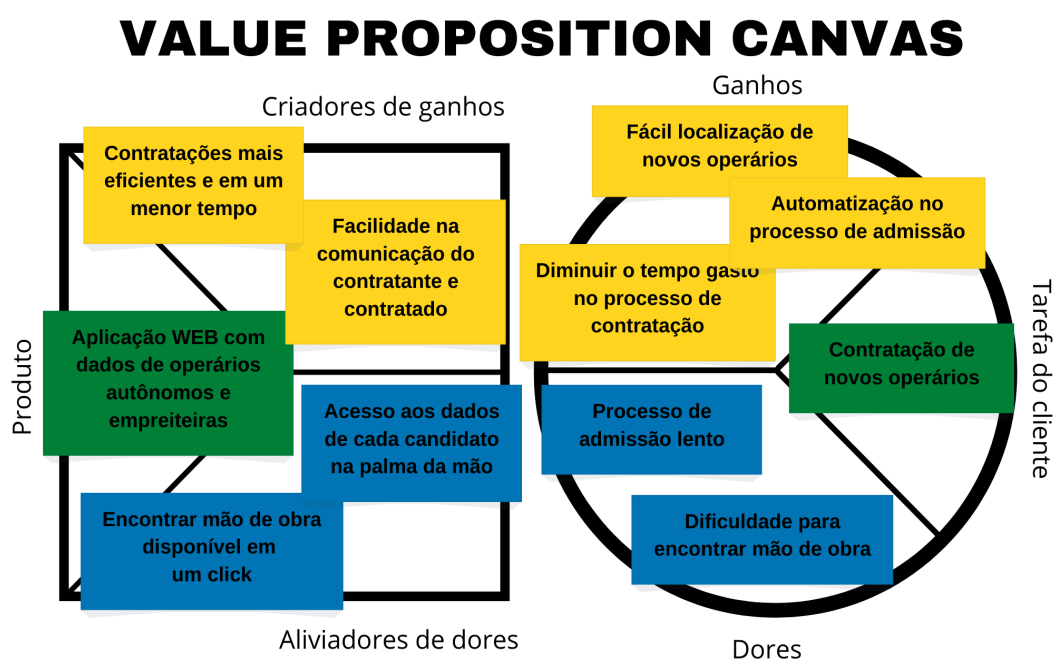 VALUE PROPOSITION CANVAS
Criadores de ganhos
Contratações mais
eficientes e em um
menor tempo
Facilidade na
comunicação do
contratante e
contratado
Produto
Aplicação WEB com
dados de operários
autônomos e
empreiteiras
Acesso aos dados
de cada candidato
na palma da mão
Encontrar mão de obra
disponível em
um click
Aliviadores de dores
Ganhos
Fácil localização de
novos operários
Automatização no
processo de admissão
Diminuir o tempo gasto
no processo de
contratação
Contratação de
novos operários
Tarefa do cliente
Processo de
admissão lento
Dificuldade para
encontrar mão de obra
Dores